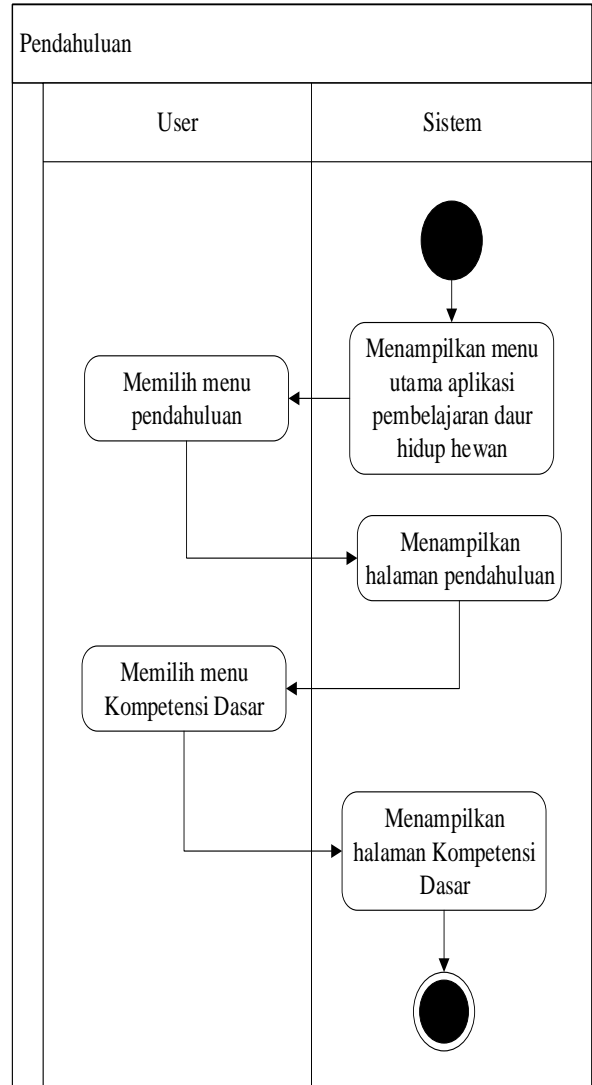 Pendahuluan
User
Sistem
Menampilkan menu
utama aplikasi
pembelajaran daur
hidup hewan
Memilih menu
pendahuluan
Menampilkan
halaman pendahuluan
Memilih menu
Kompetensi Dasar
Menampilkan
halaman Kompetensi
Dasar